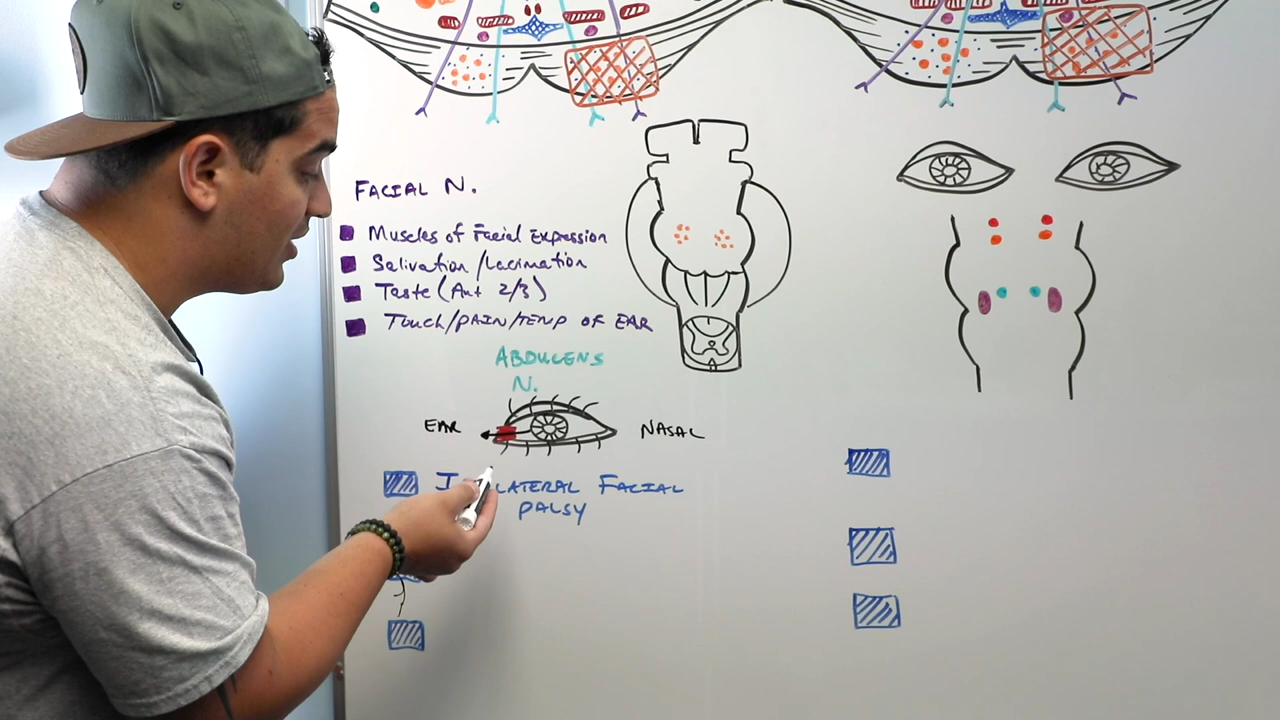 FACIAL N.
Muscles of Facial Expression
Salivation/Lacimation
Taste (Ant 2/3)
Touch/PAIN/TEMP OF EAR
ABDUCENS
N.
EAR
NASAL
LATERAL FACIAL
PALSY